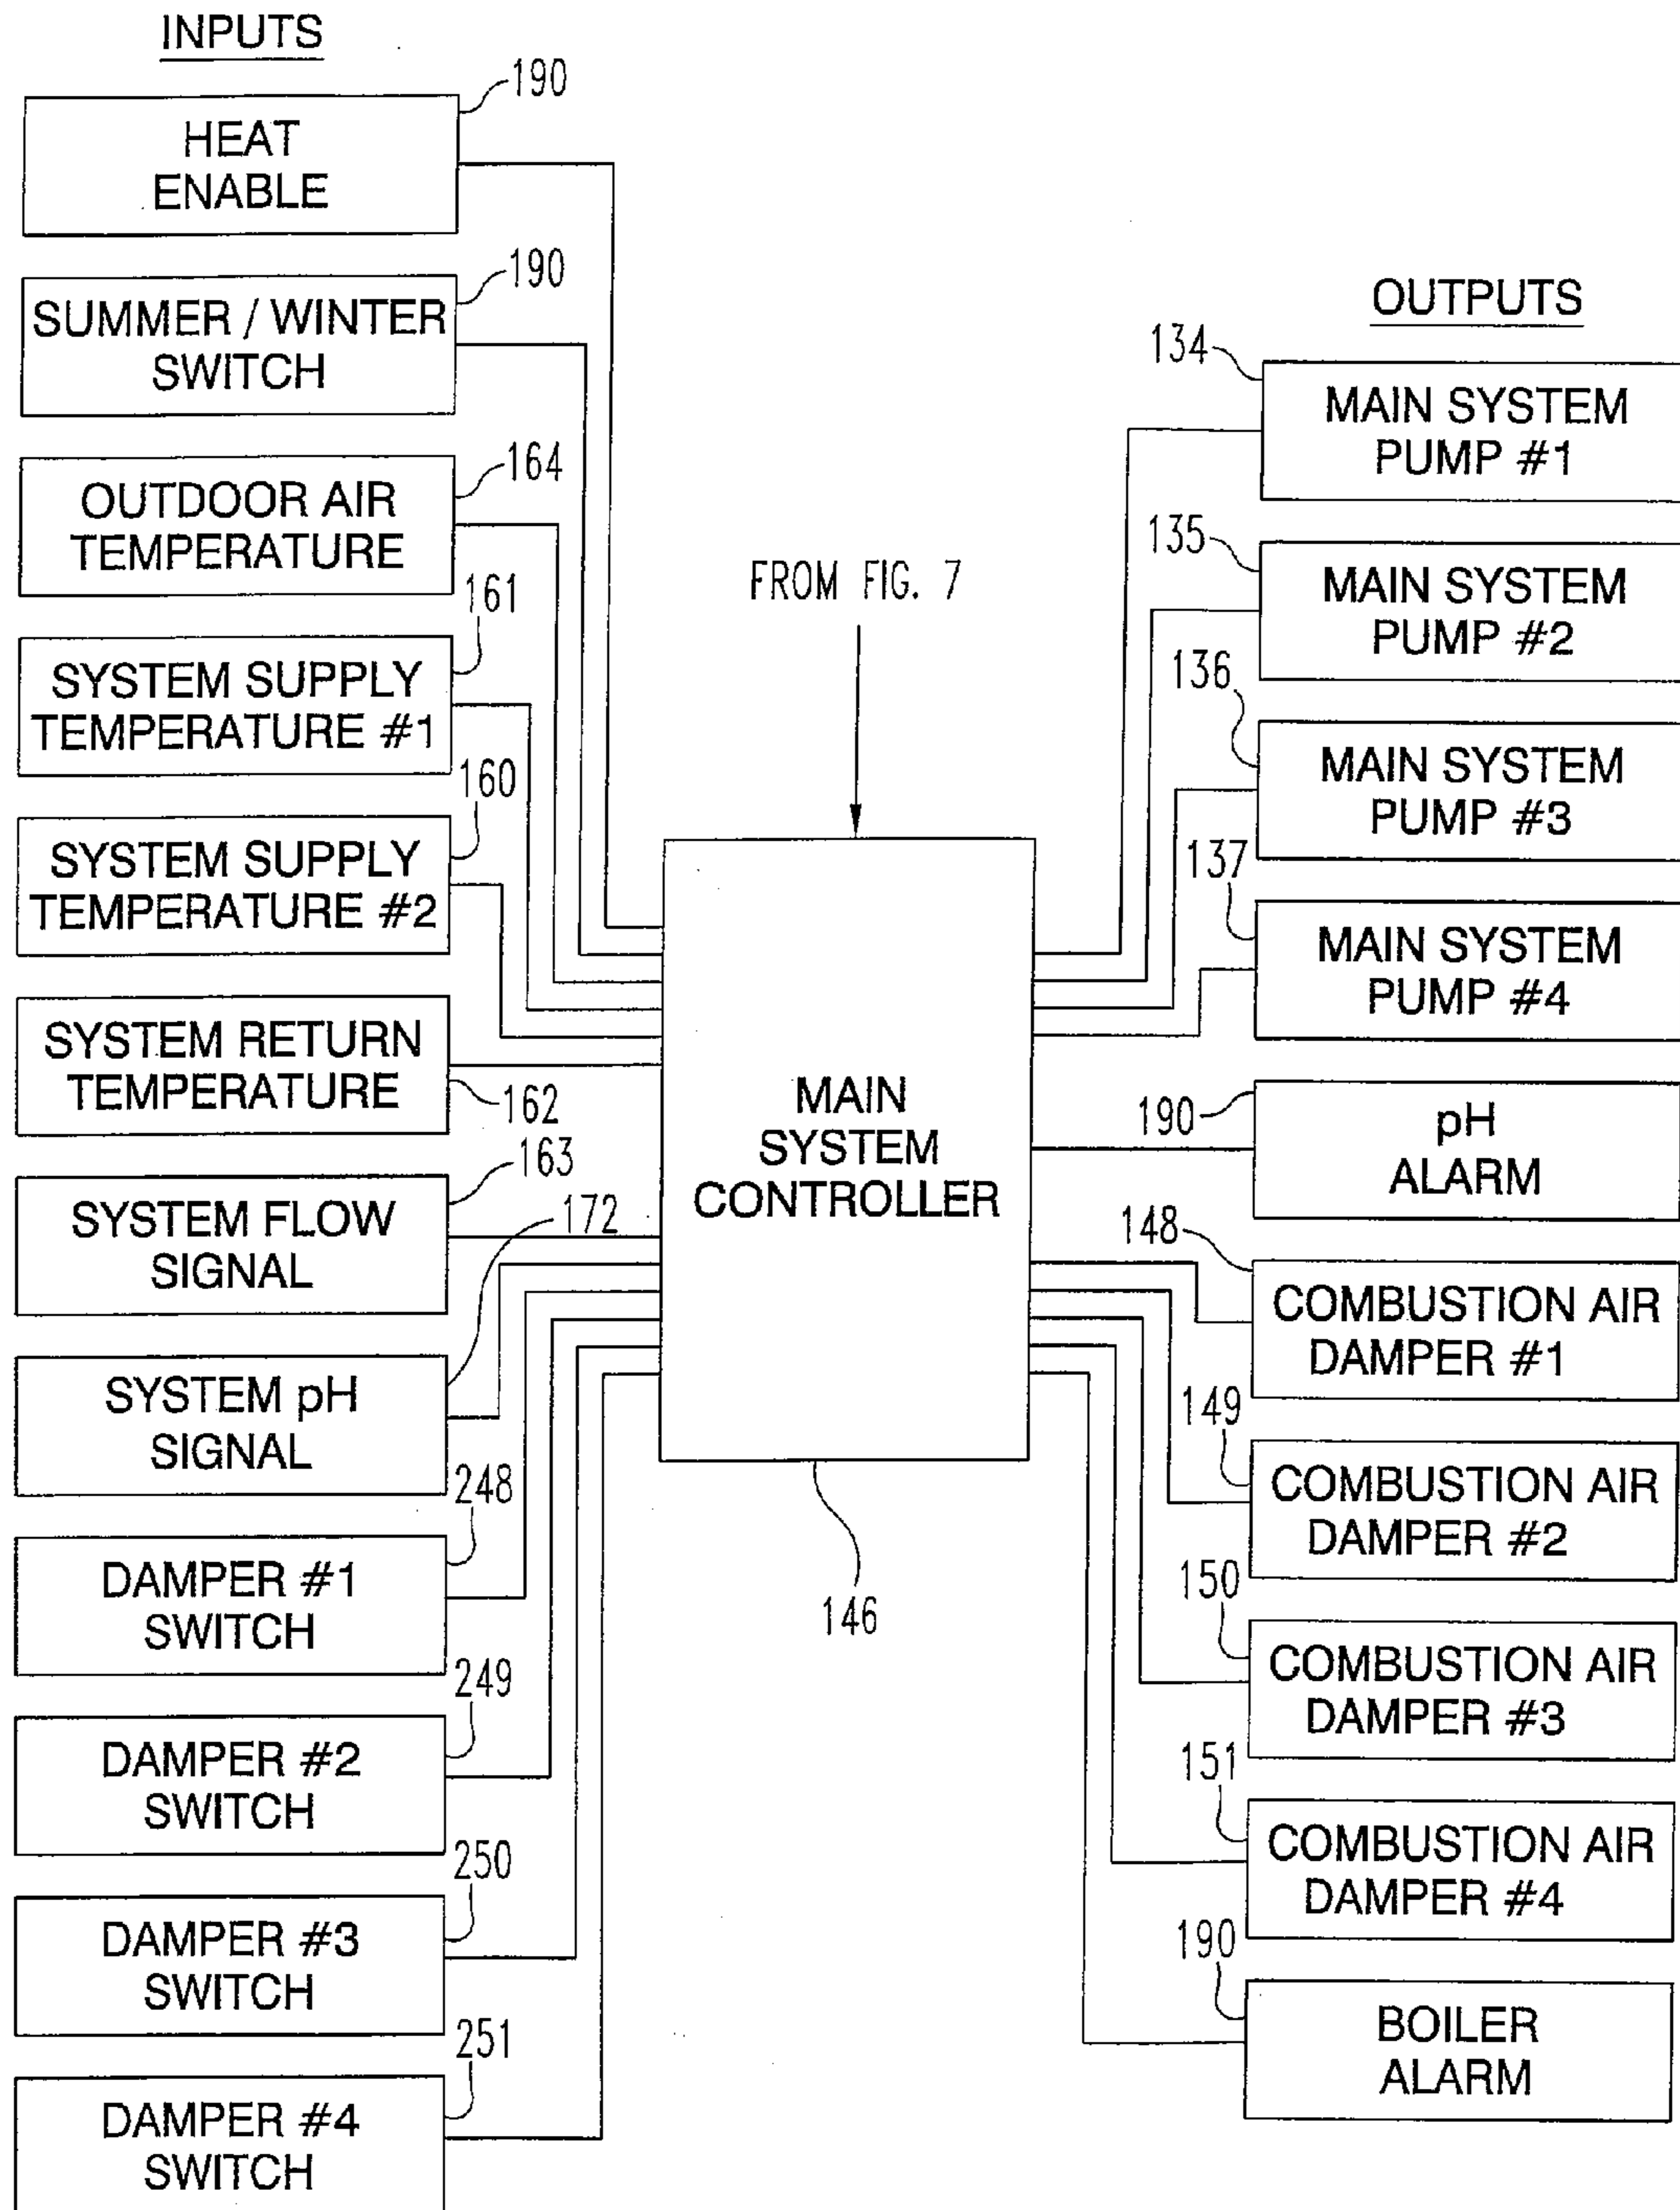 INPUTS
190
HEAT
ENABLE
190
SUMMER / WINTER
SWITCH
164
OUTDOOR AIR
TEMPERATURE
161
SYSTEM SUPPLY
TEMPERATURE #1
160
SYSTEM SUPPLY
TEMPERATURE #2
SYSTEM RETURN
TEMPERATURE
162
163
SYSTEM FLOW
SIGNAL
172
SYSTEM pH
SIGNAL
248
DAMPER #1
SWITCH
249
DAMPER #2
SWITCH
250
DAMPER #3
SWITCH
251
DAMPER #4
SWITCH
FROM FIG. 7
MAIN
SYSTEM
CONTROLLER
146
OUTPUTS
134
MAIN SYSTEM
PUMP #1
135
MAIN SYSTEM
PUMP #2
136
MAIN SYSTEM
PUMP #3
137
MAIN SYSTEM
PUMP #4
190
pH
ALARM
148
COMBUSTION AIR
DAMPER #1
149
COMBUSTION AIR
DAMPER #2
150
COMBUSTION AIR
DAMPER #3
151
COMBUSTION AIR
DAMPER #4
190
BOILER
ALARM